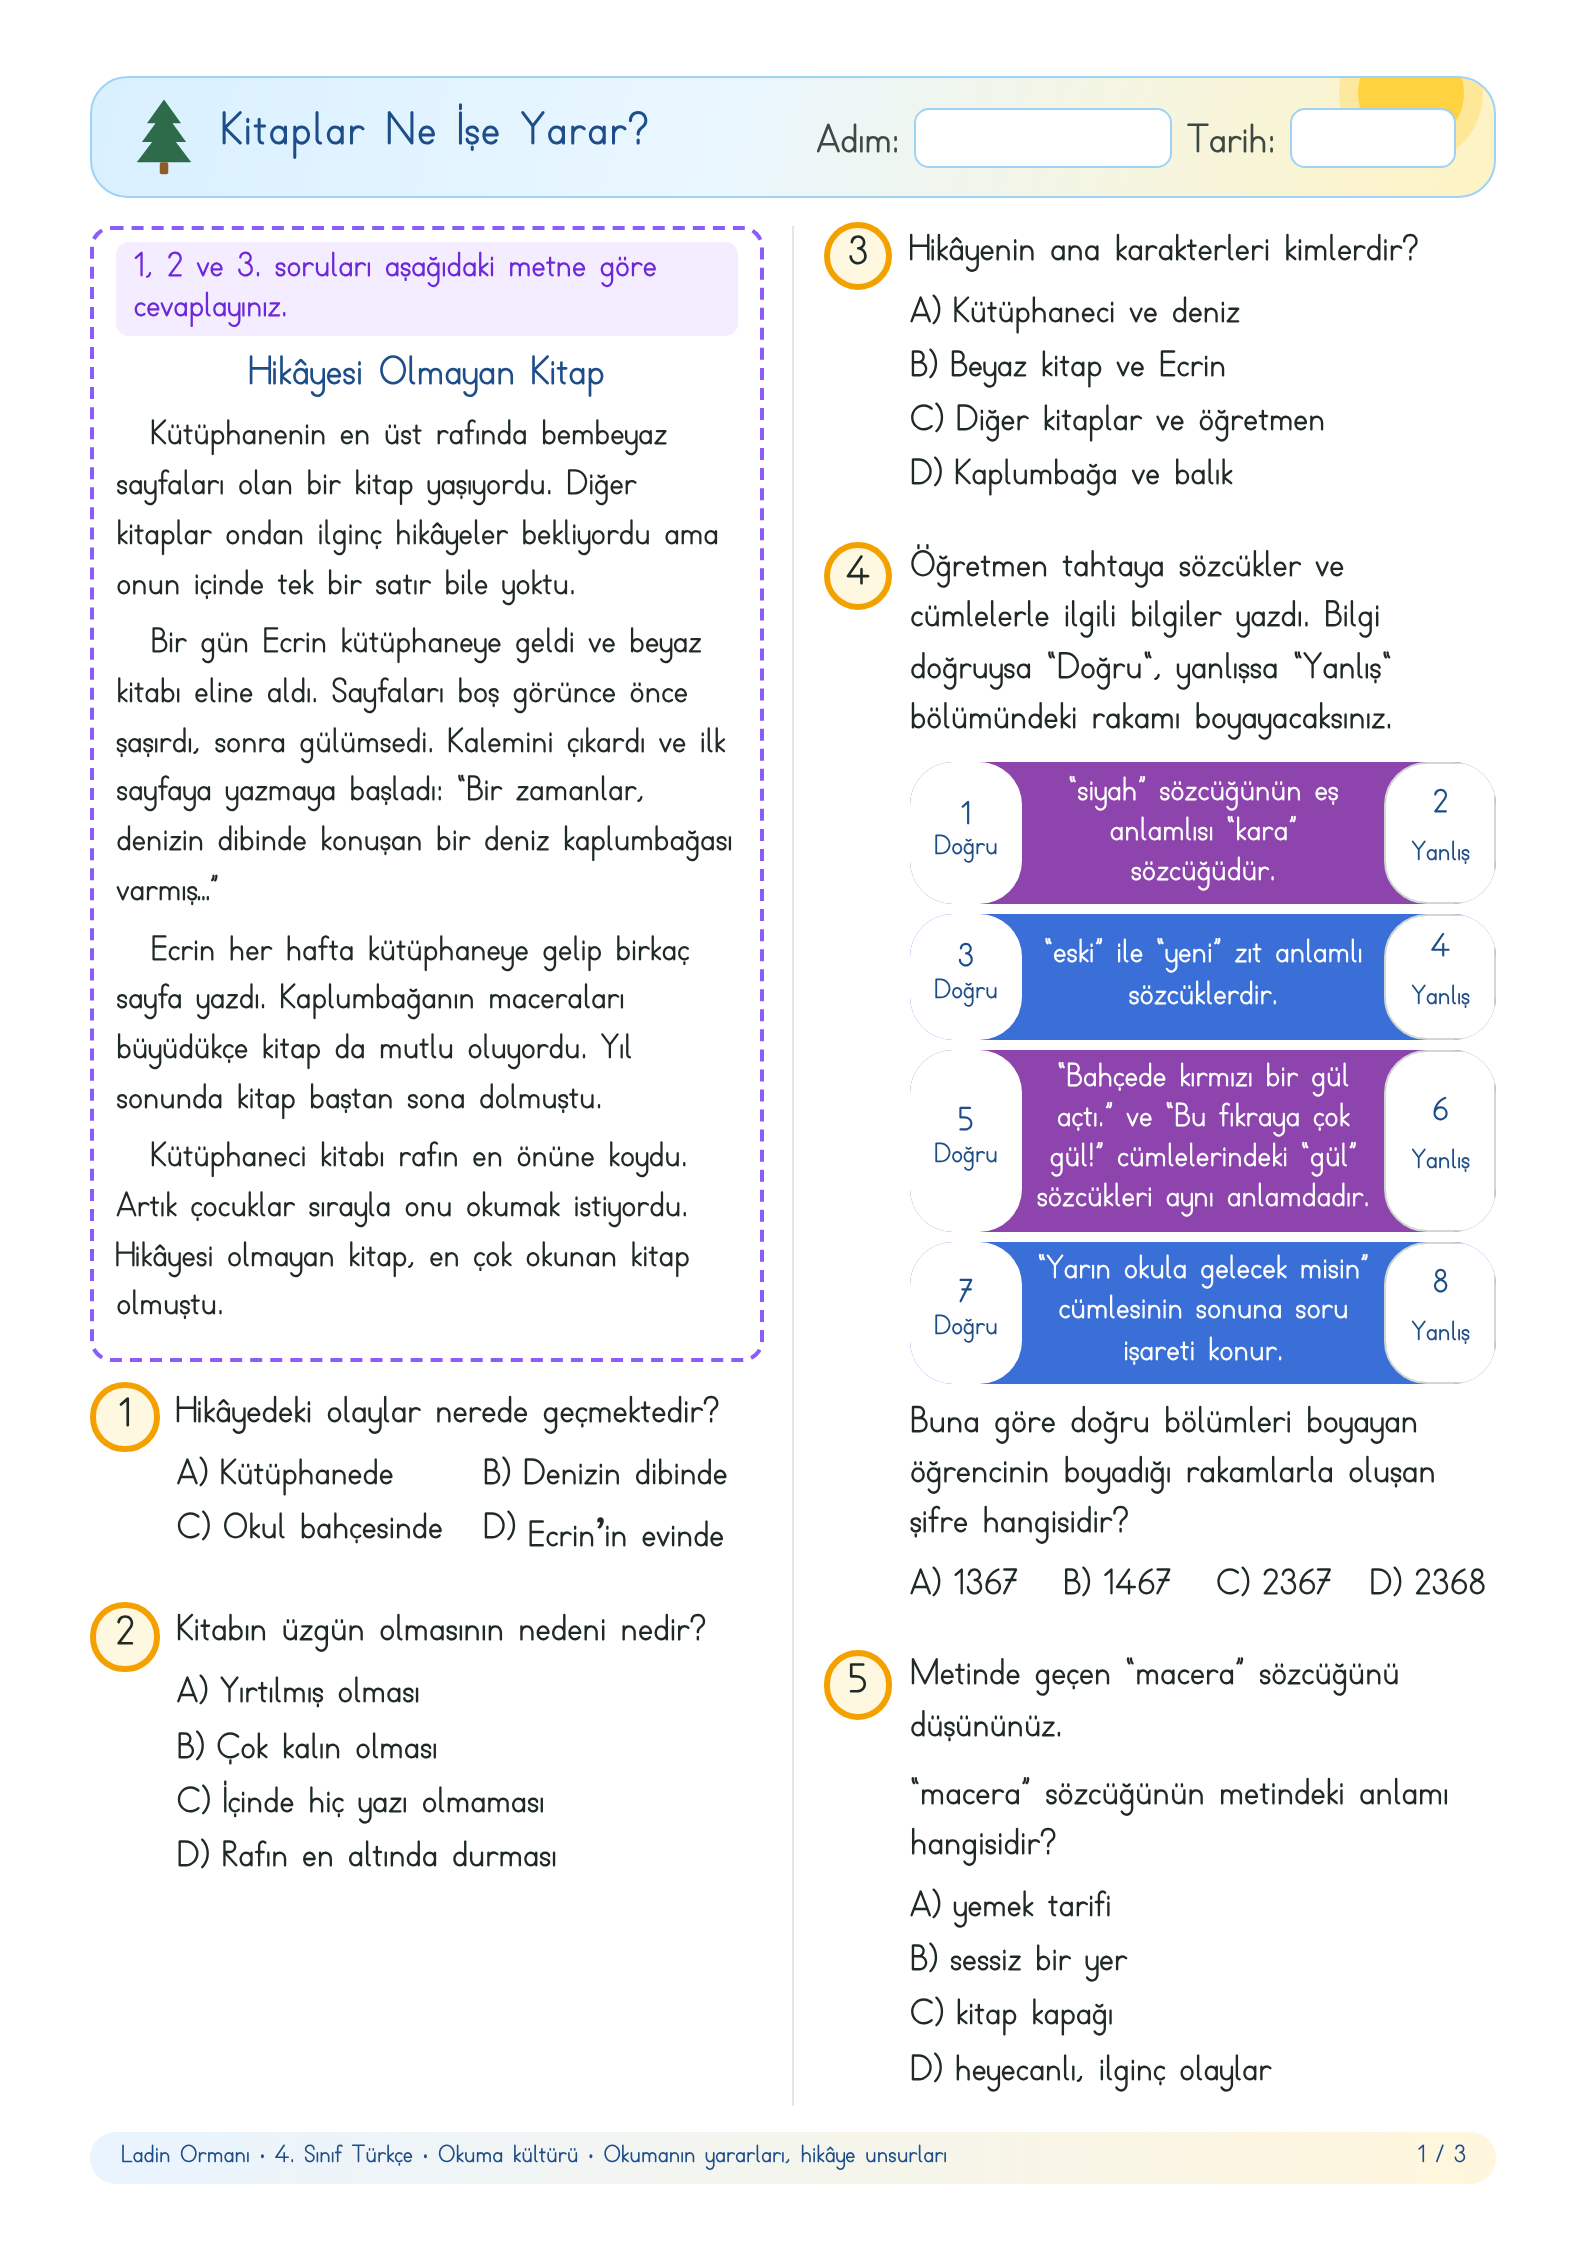 Kitaplar Ne İşe Yarar?
Adım:
Tarih:
1, 2 ve 3. soruları aşağıdaki metne göre
cevaplayınız.
Hikâyesi Olmayan Kitap
Kütüphanenin en üst rafında bembeyaz
sayfaları olan bir kitap yaşıyordu. Diğer
kitaplar ondan ilginç hikâyeler bekliyordu ama
onun içinde tek bir satır bile yoktu.
Bir gün Ecrin kütüphaneye geldi ve beyaz
kitabı eline aldı. Sayfaları boş görünce önce
şaşırdı, sonra gülümsedi. Kalemini çıkardı ve ilk
sayfaya yazmaya başladı: “Bir zamanlar,
denizin dibinde konuşan bir deniz kaplumbağası
varmış...”
Ecrin her hafta kütüphaneye gelip birkaç
sayfa yazdı. Kaplumbağanın maceraları
büyüdükçe kitap da mutlu oluyordu. Yıl
sonunda kitap baştan sona dolmuştu.
Kütüphaneci kitabı rafın en önüne koydu.
Artık çocuklar sırayla onu okumak istiyordu.
Hikâyesi olmayan kitap, en çok okunan kitap
olmuştu.
1
Hikâyedeki olaylar nerede geçmektedir?
A) Kütüphanede
B) Denizin dibinde
C) Okul bahçesinde
D) Ecrin’in evinde
2
Kitabın üzgün olmasının nedeni nedir?
A) Yırtılmış olması
B) Çok kalın olması
C) İçinde hiç yazı olmaması
D) Rafın en altında durması
3
Hikâyenin ana karakterleri kimlerdir?
A) Kütüphaneci ve deniz
B) Beyaz kitap ve Ecrin
C) Diğer kitaplar ve öğretmen
D) Kaplumbağa ve balık
4
Öğretmen tahtaya sözcükler ve
cümlelerle ilgili bilgiler yazdı. Bilgi
doğruysa “Doğru“, yanlışsa “Yanlış“
bölümündeki rakamı boyayacaksınız.
1
Doğru
“siyah” sözcüğünün eş
anlamlısı “kara”
sözcüğüdür.
2
Yanlış
3
Doğru
“eski” ile “yeni” zıt anlamlı
sözcüklerdir.
4
Yanlış
5
Doğru
“Bahçede kırmızı bir gül
açtı.” ve “Bu fıkraya çok
gül!” cümlelerindeki “gül”
sözcükleri aynı anlamdadır.
6
Yanlış
7
Doğru
“Yarın okula gelecek misin”
cümlesinin sonuna soru
işareti konur.
8
Yanlış
Buna göre doğru bölümleri boyayan
öğrencinin boyadığı rakamlarla oluşan
şifre hangisidir?
A) 1367 B) 1467 C) 2367 D) 2368
5
Metinde geçen “macera” sözcüğünü
düşününüz.
“macera” sözcüğünün metindeki anlamı
hangisidir?
A) yemek tarifi
B) sessiz bir yer
C) kitap kapağı
D) heyecanlı, ilginç olaylar
Ladin Ormanı • 4. Sınıf Türkçe • Okuma kültürü • Okumanın yararları, hikâye unsurları
1 / 3